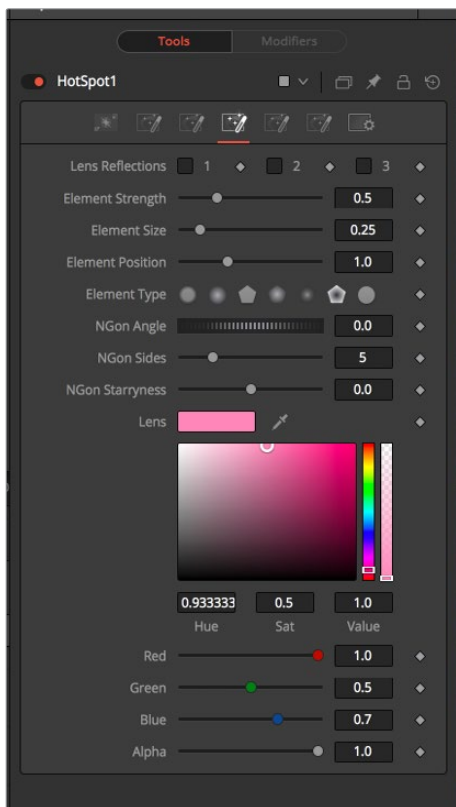 Tools Modifiers
HotSpot1
Lens Reflections 1 2 3
Element Strength 0.5
Element Size 0.25
Element Position 1.0
Element Type
NGon Angle 0.0
NGon Sides 5
NGon Starryness 0.0
Lens
0.933333 0.5 1.0
Hue Sat Value
Red 1.0
Green 0.5
Blue 0.7
Alpha 1.0